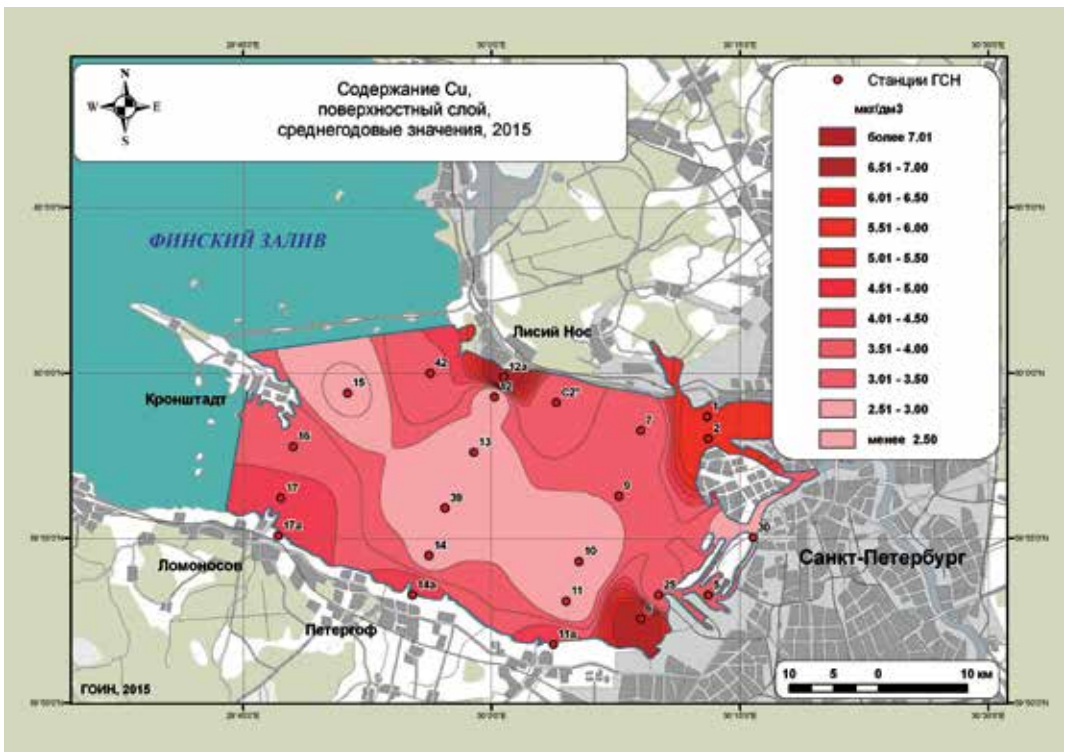 N
W E
S
Содержание Cu,
поверхностный слой,
среднегодовые значения, 2015
Станции ГСН
мкг/дм3
более 7.01
6.51 - 7.00
6.01 - 6.50
5.51 - 6.00
5.01 - 5.50
4.51 - 5.00
4.01 - 4.50
3.51 - 4.00
3.01 - 3.50
2.51 - 3.00
менее 2.50
ФИНСКИЙ ЗАЛИВ
Лисий Нос
42
12а
12
15
Кронштадт
1
7
2
16
13
17
9
39
17а
30
14
10
Ломоносов
Санкт-Петербург
14а
11
25
5
6
Петергоф
11а
ГОИН, 2015
10 5 0 10 км